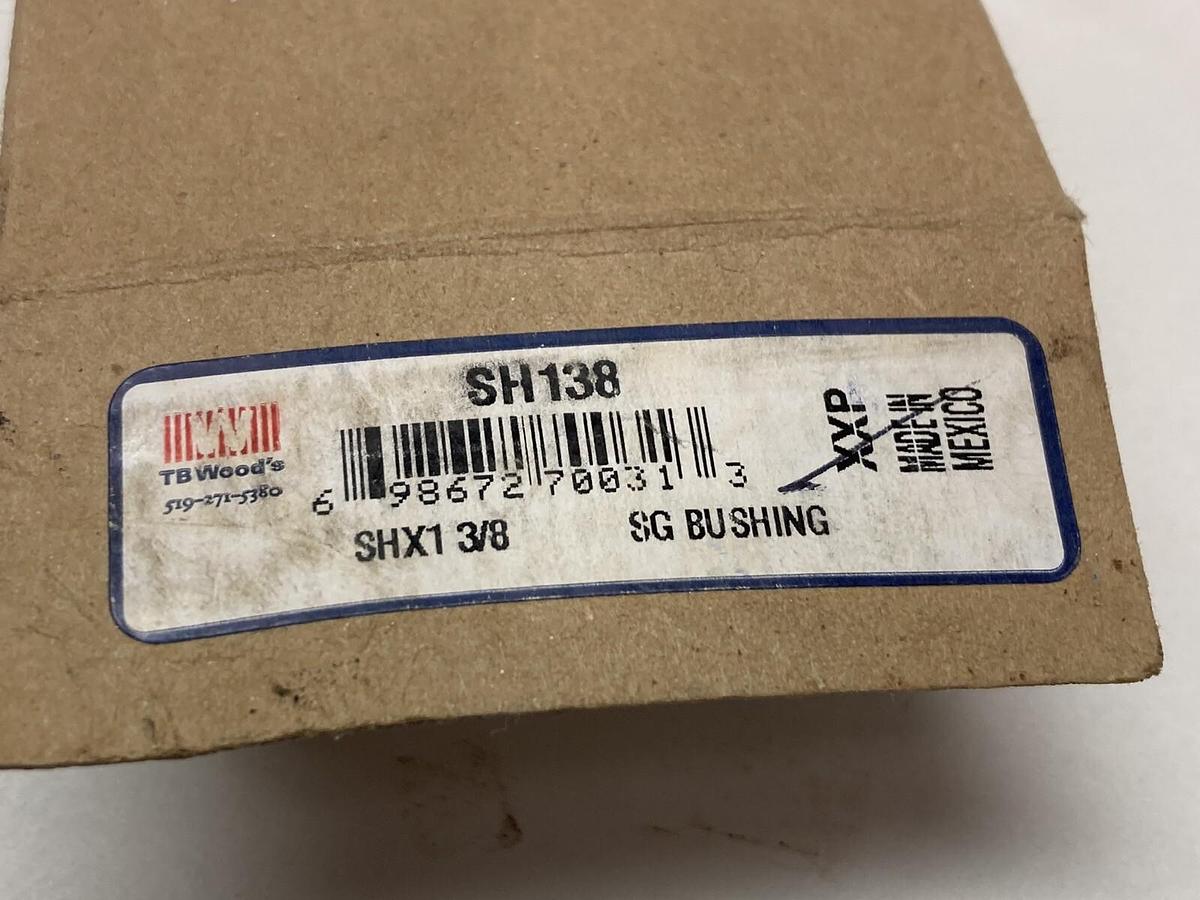 SH138
TB Wood's
519-271-5380
6 98672 70031 3
SHX1 3/8 SG BUSHING
XXP
MADE IN
MEXICO